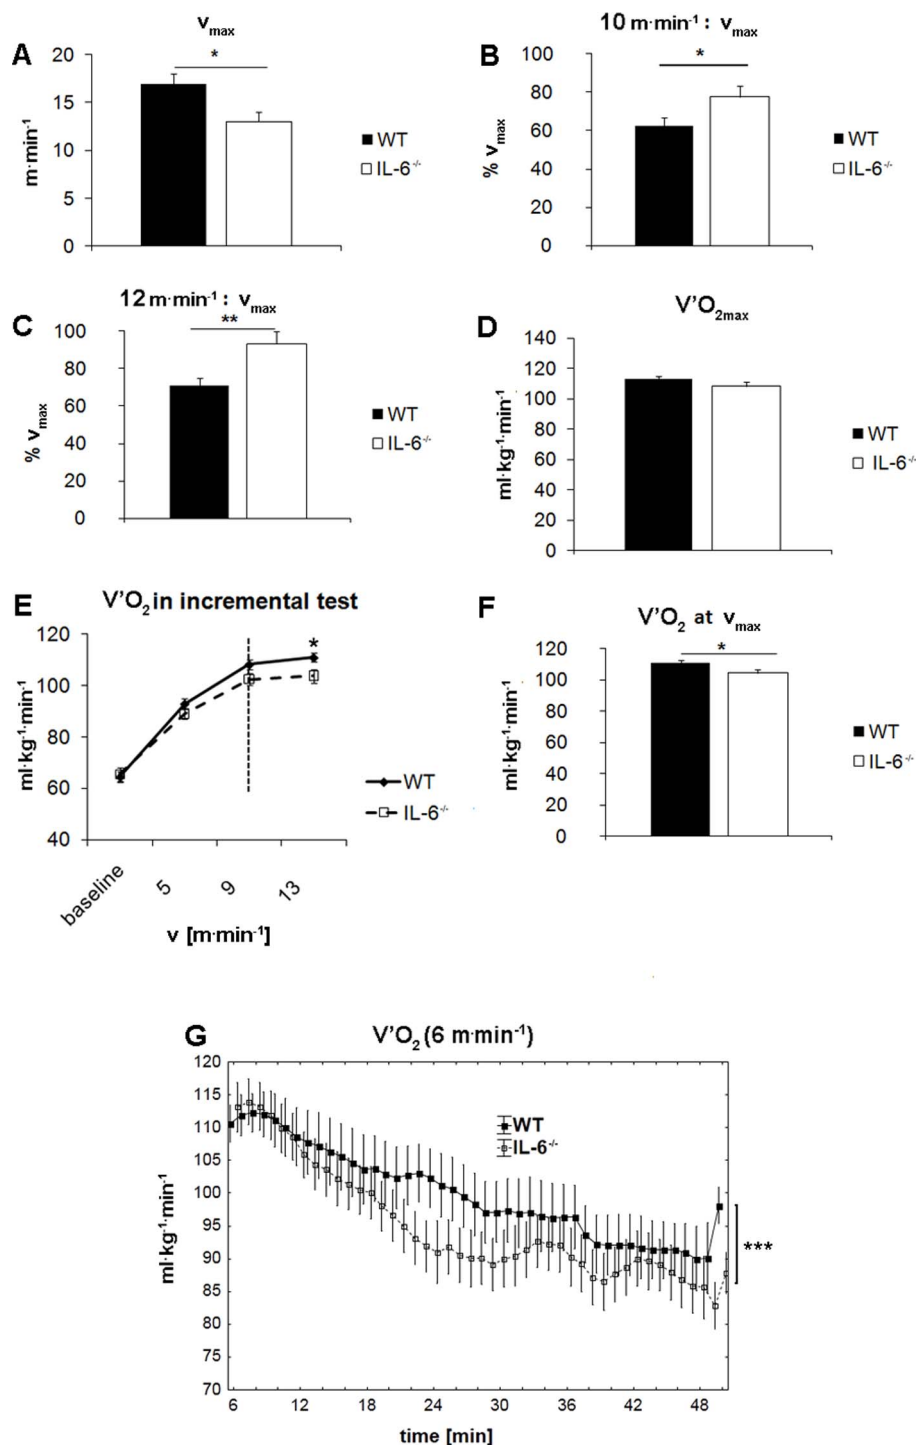 A
v max
*
m·min⁻¹
20
15
10
5
0
WT
IL-6⁻/⁻
B
10 m·min⁻¹ : v max
*
% v max
100
80
60
40
20
0
WT
IL-6⁻/⁻
C
12 m·min⁻¹ : v max
**
% v max
100
80
60
40
20
0
WT
IL-6⁻/⁻
D
V'O₂max
ml·kg⁻¹·min⁻¹
140
120
100
80
60
40
20
0
WT
IL-6⁻/⁻
E
V'O₂ in incremental test
*
ml·kg⁻¹·min⁻¹
120
100
80
60
40
WT
IL-6⁻/⁻
baseline 5 9 13
v [m·min⁻¹]
F
V'O₂ at v max
*
ml·kg⁻¹·min⁻¹
120
100
80
60
40
20
0
WT
IL-6⁻/⁻
G
V'O₂ (6 m·min⁻¹)
ml·kg⁻¹·min⁻¹
120
115
110
105
100
95
90
85
80
75
70
WT
IL-6⁻/⁻
***
6 12 18 24 30 36 42 48
time [min]